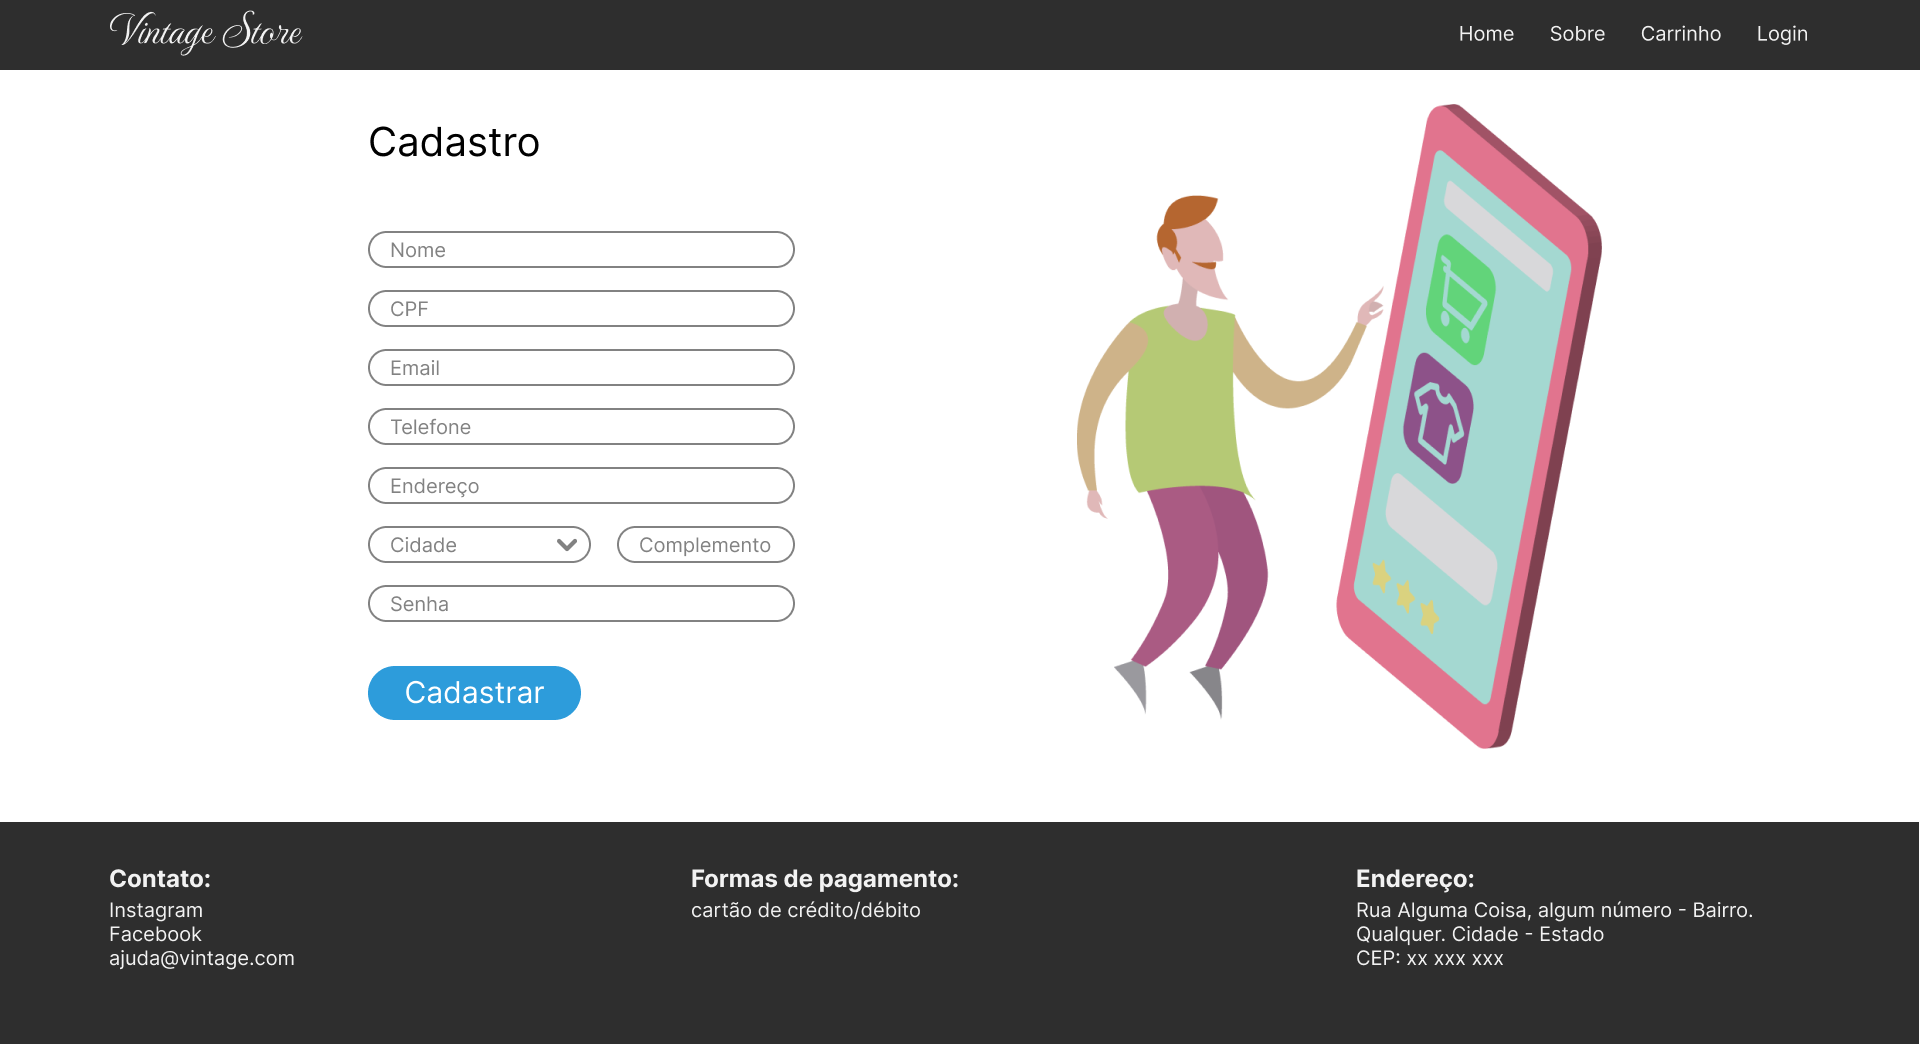 Vintage Store
Home Sobre Carrinho Login
Cadastro
Nome
CPF
Email
Telefone
Endereço
Cidade Complemento
Senha
Cadastrar
Contato:
Instagram
Facebook
ajuda@vintage.com
Formas de pagamento:
cartão de crédito/débito
Endereço:
Rua Alguma Coisa, algum número - Bairro.
Qualquer. Cidade - Estado
CEP: xx xxx xxx